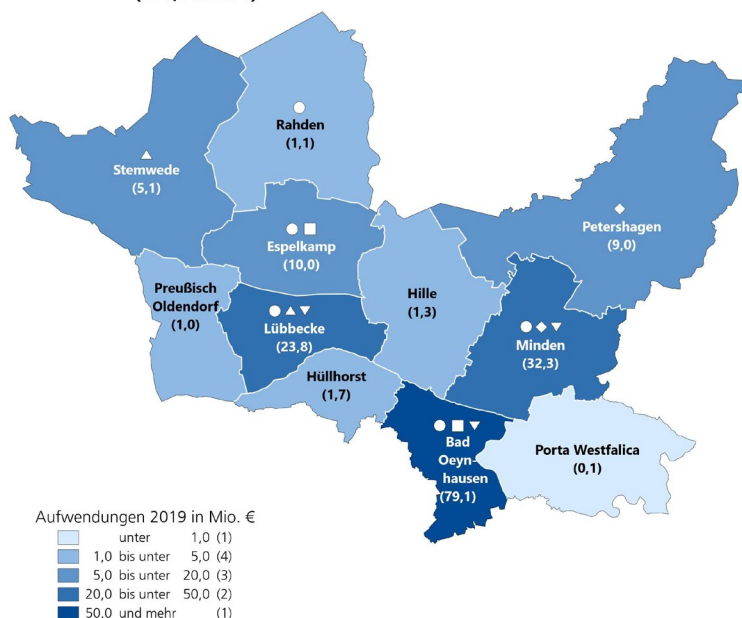 Rahden
(1,1)
Stemwede
(5,1)
Petershagen
(9,0)
Espelkamp
(10,0)
Preußisch
Oldendorf
(1,0)
Hille
(1,3)
Lübbecke
(23,8)
Minden
(32,3)
Hüllhorst
(1,7)
Bad
Oeyn-
hausen
(79,1)
Porta Westfalica
(0,1)
Aufwendungen 2019 in Mio. €
unter 1,0 (1)
1,0 bis unter 5,0 (4)
5,0 bis unter 20,0 (3)
20,0 bis unter 50,0 (2)
50,0 und mehr (1)